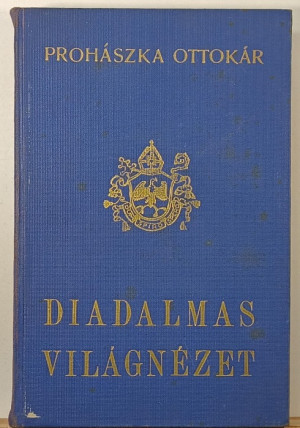 PROHÁSZKA OTTOKÁR
DIADALMAS
VILÁGNÉZET